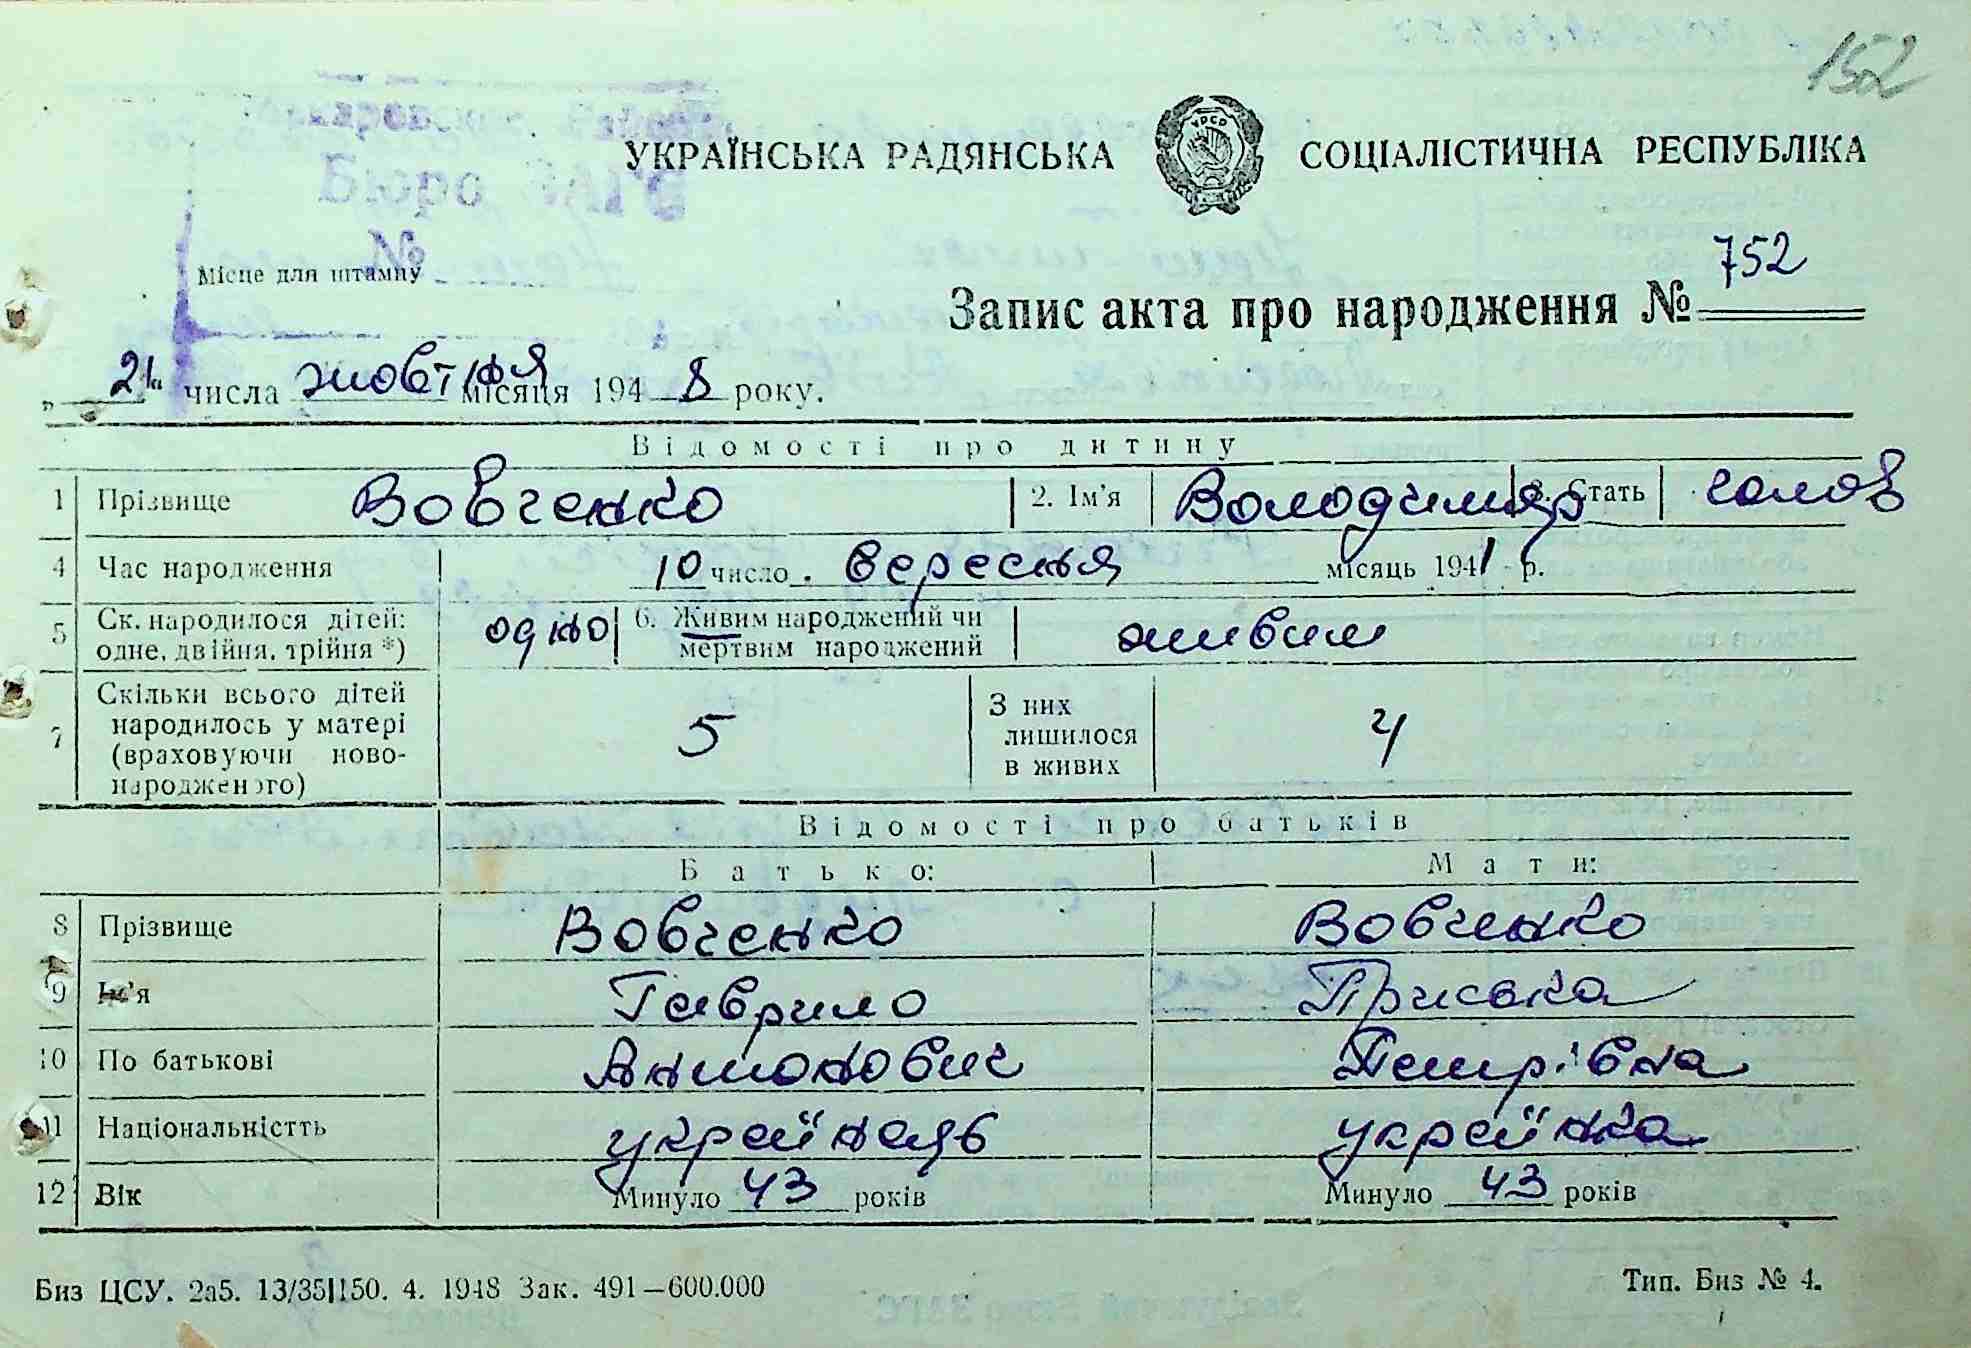 152
Бюро ЗАГС
№
УКРАЇНСЬКА РАДЯНСЬКА СОЦІАЛІСТИЧНА РЕСПУБЛІКА
УРСР
Місце для штампу
Запис акта про народження № 752
„ 21 числа жовтня місяця 1948 року.
Відомості про дитину
1 Прізвище Вовченко 2. Ім'я Володимир 3. Стать чолов
4 Час народження 10 число вересня місяць 1941 р.
5 Ск. народилося дітей: одне, двійня, трійня *) одно 6. Живим народжений чи мертвим народжений живим
7 Скільки всього дітей народилось у матері (враховуючи новонародженого) 5 З них лишилося в живих 4
Відомості про батьків
Батько: Мати:
8 Прізвище Вовченко Вовченко
9 Ім'я Гаврило Приська
10 По батькові Антонович Петрівна
11 Національністть українець українка
12 Вік Минуло 43 років Минуло 43 років
Биз ЦСУ. 2а5. 13/35|150. 4. 1948 Зак. 491—600.000 Тип. Биз № 4.